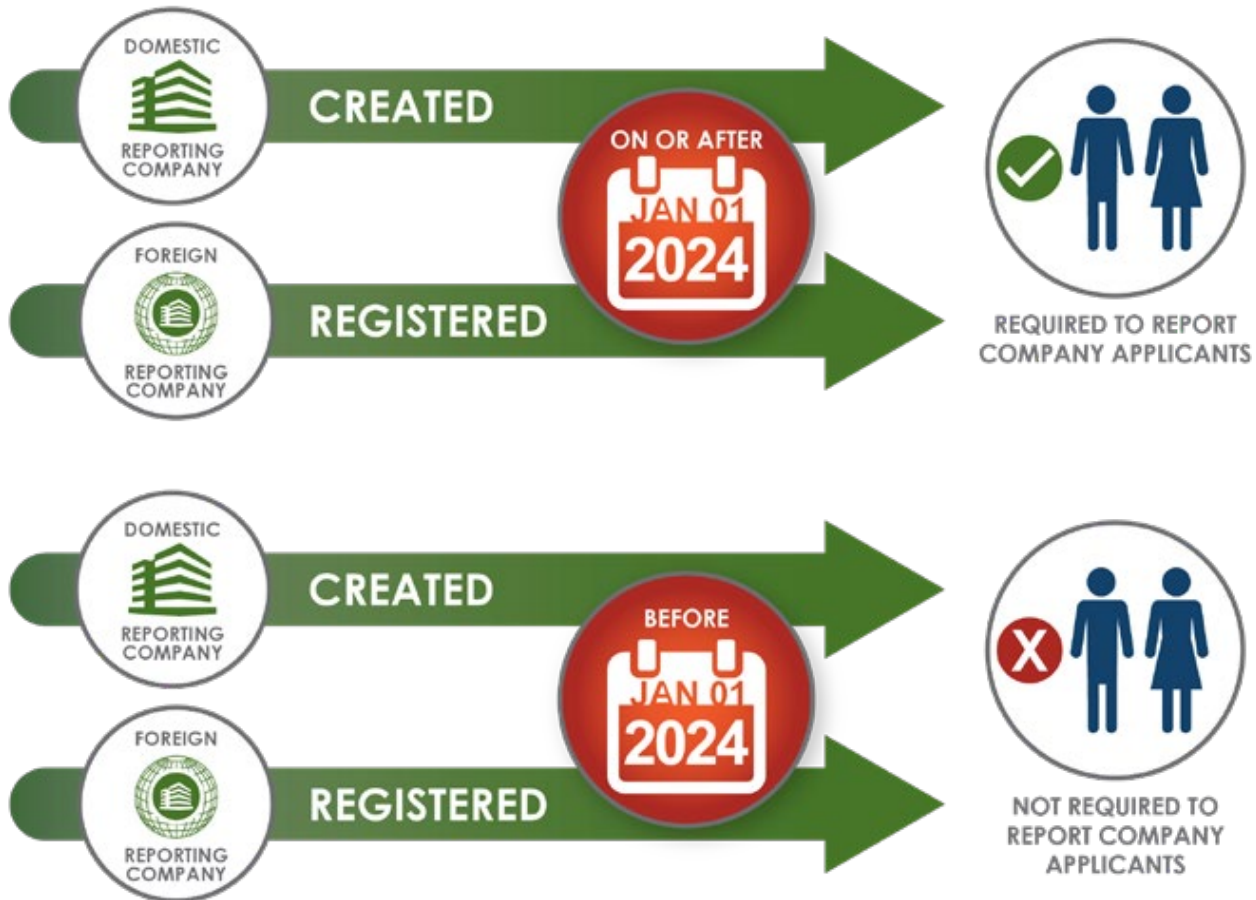 DOMESTIC
REPORTING
COMPANY
CREATED
ON OR AFTER
JAN 01
2024
FOREIGN
REPORTING
COMPANY
REGISTERED
REQUIRED TO REPORT
COMPANY APPLICANTS
DOMESTIC
REPORTING
COMPANY
CREATED
BEFORE
JAN 01
2024
FOREIGN
REPORTING
COMPANY
REGISTERED
X
NOT REQUIRED TO
REPORT COMPANY
APPLICANTS